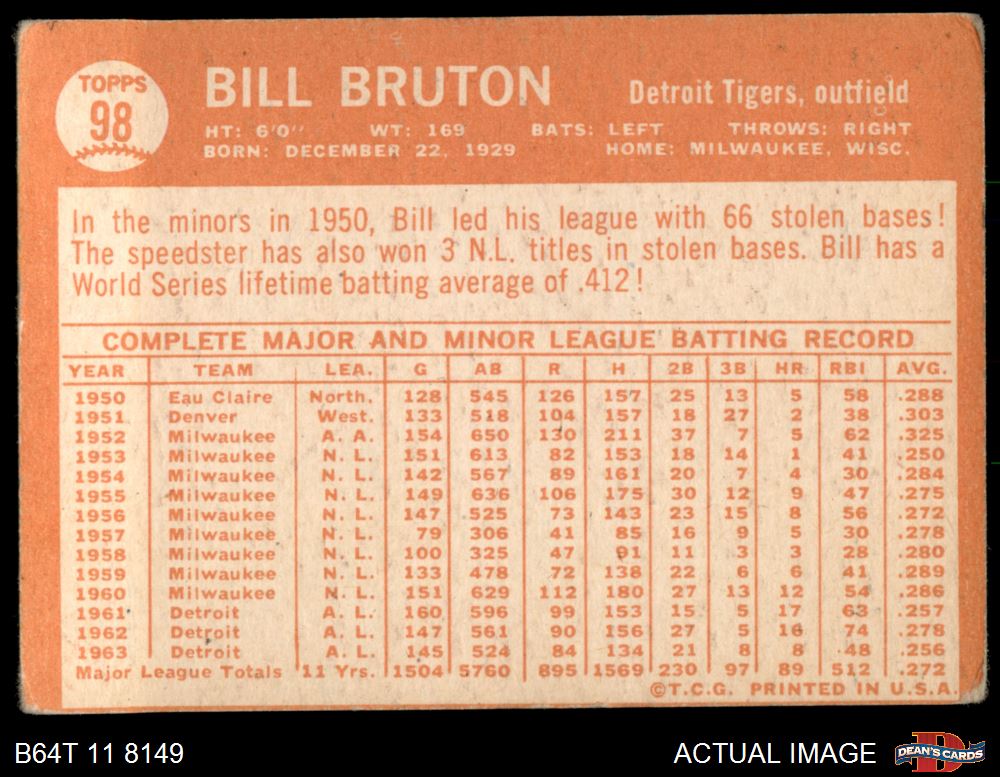 TOPPS
98
BILL BRUTON
Detroit Tigers, outfield
HT: 6'0" WT: 169 BATS: LEFT THROWS: RIGHT
BORN: DECEMBER 22, 1929 HOME: MILWAUKEE, WISC.
In the minors in 1950, Bill led his league with 66 stolen bases!
The speedster has also won 3 N.L. titles in stolen bases. Bill has a
World Series lifetime batting average of .412!
COMPLETE MAJOR AND MINOR LEAGUE BATTING RECORD
YEAR TEAM LEA. G AB R H 2B 3B HR RBI AVG.
1950 Eau Claire North. 128 545 126 157 25 13 5 58 .288
1951 Denver West. 133 518 104 157 18 27 2 38 .303
1952 Milwaukee A. A. 154 650 130 211 37 7 5 62 .325
1953 Milwaukee N. L. 151 613 82 153 18 14 1 41 .250
1954 Milwaukee N. L. 142 567 89 161 20 7 4 30 .284
1955 Milwaukee N. L. 149 636 106 175 30 12 9 47 .275
1956 Milwaukee N. L. 147 525 73 143 23 15 8 56 .272
1957 Milwaukee N. L. 79 306 41 85 16 9 5 30 .278
1958 Milwaukee N. L. 100 325 47 91 11 3 3 28 .280
1959 Milwaukee N. L. 133 478 72 138 22 6 6 41 .289
1960 Milwaukee N. L. 151 629 112 180 27 13 12 54 .286
1961 Detroit A. L. 160 596 99 153 15 5 17 63 .257
1962 Detroit A. L. 147 561 90 156 27 5 16 74 .278
1963 Detroit A. L. 145 524 84 134 21 8 8 48 .256
Major League Totals 11 Yrs. 1504 5760 895 1569 230 97 89 512 .272
©T.C.G. PRINTED IN U.S.A.
B64T 11 8149
ACTUAL IMAGE
D
DEAN'S CARDS